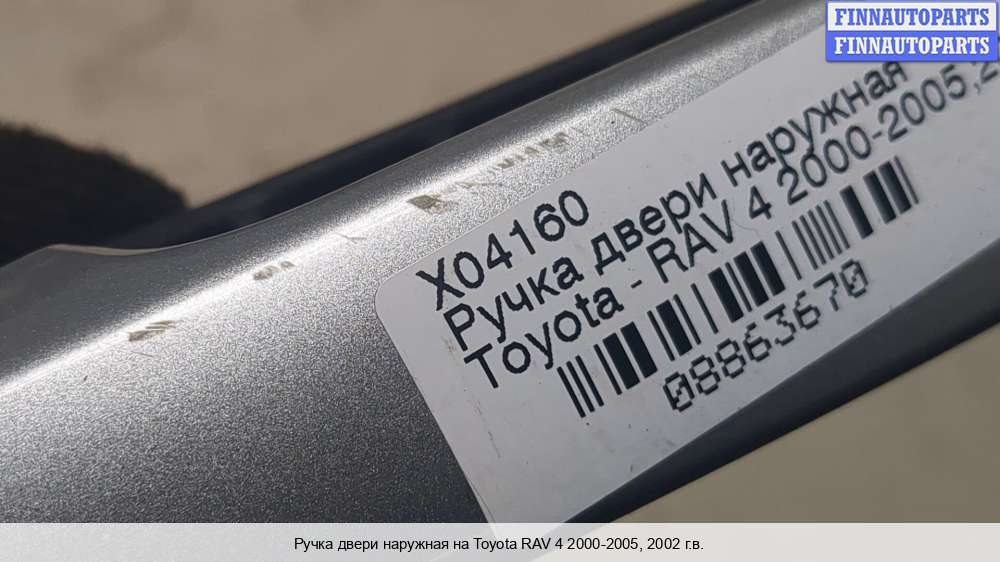 FINNAUTOPARTS
FINNAUTOPARTS
X04160
Ручка двери наружная
Toyota - RAV 4 2000-2005,
08863670
Ручка двери наружная на Toyota RAV 4 2000-2005, 2002 г.в.